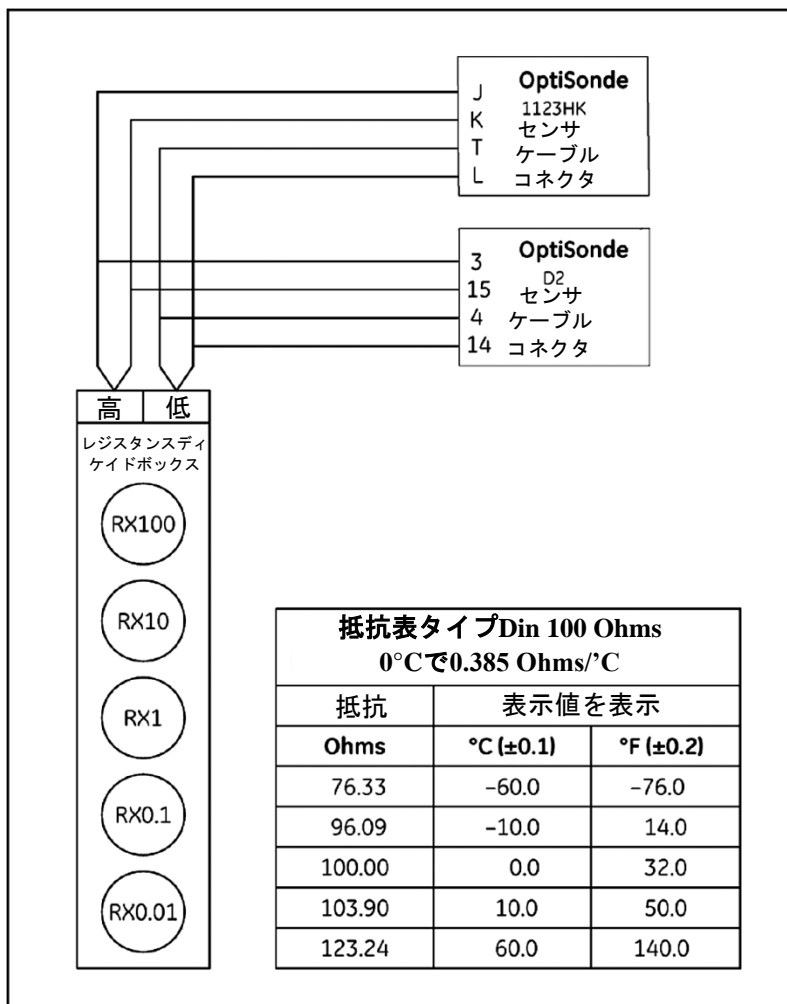 J OptiSonde
K 1123HK
センサ
T ケーブル
L コネクタ
3 OptiSonde
15 D2
センサ
4 ケーブル
14 コネクタ
高 低
レジスタンスディ
ケイドボックス
RX100
RX10
RX1
RX0.1
RX0.01
抵抗表タイプDin 100 Ohms
0°Cで0.385 Ohms/’C
抵抗 表示値を表示
Ohms °C (±0.1) °F (±0.2)
76.33 –60.0 –76.0
96.09 –10.0 14.0
100.00 0.0 32.0
103.90 10.0 50.0
123.24 60.0 140.0